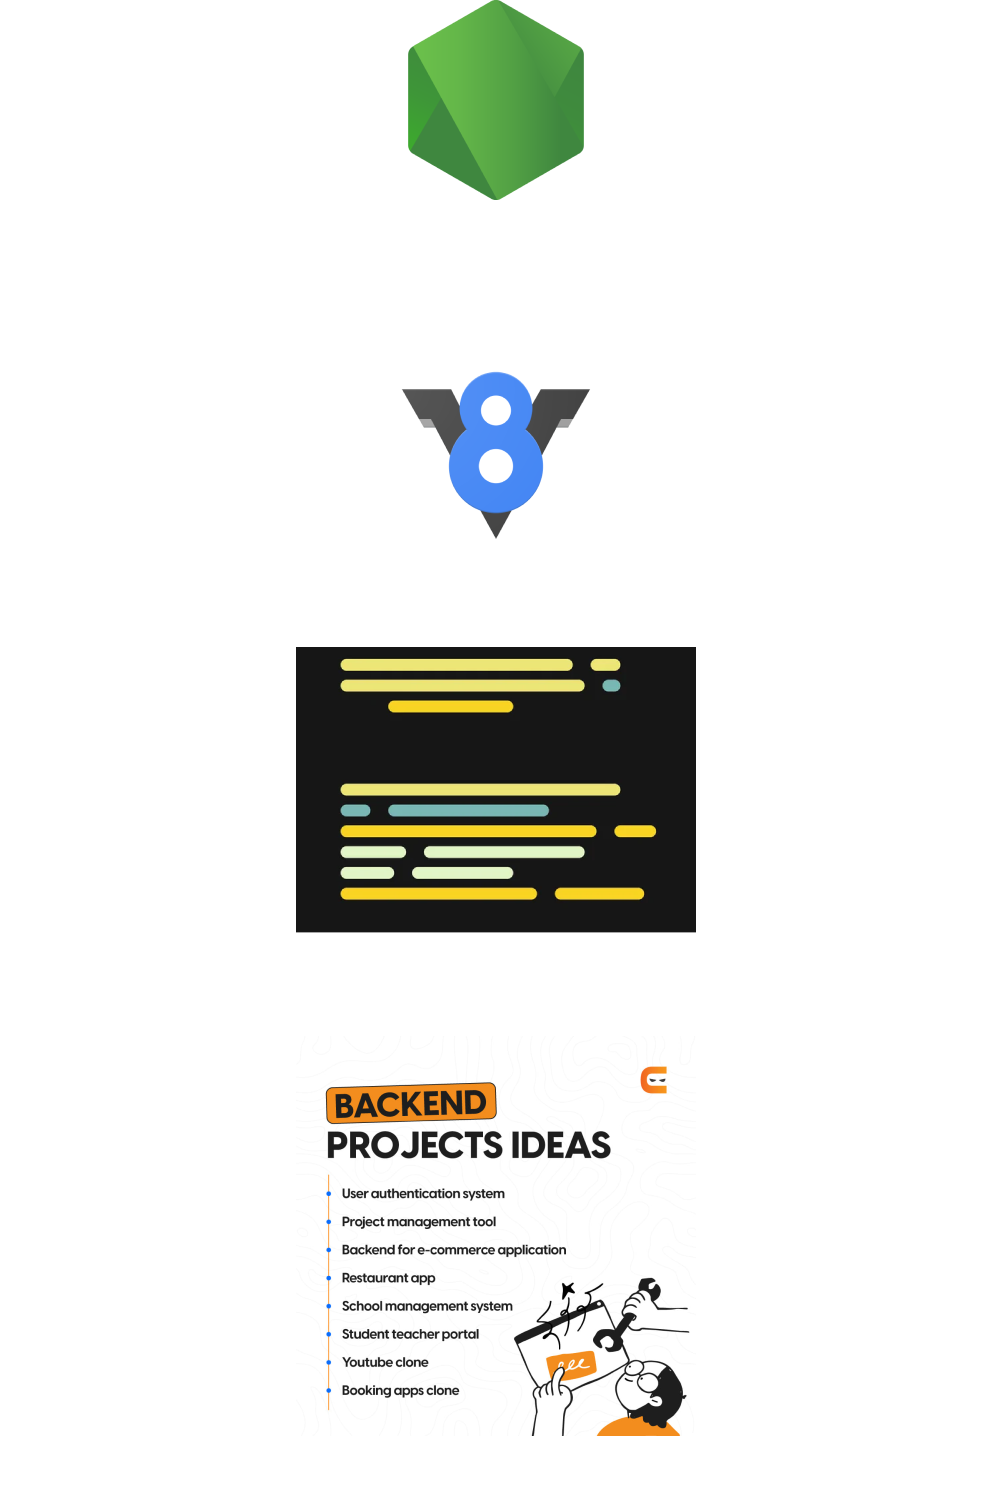 V8
BACKEND
PROJECTS IDEAS
User authentication system
Project management tool
Backend for e-commerce application
Restaurant app
School management system
Student teacher portal
Youtube clone
Booking apps clone